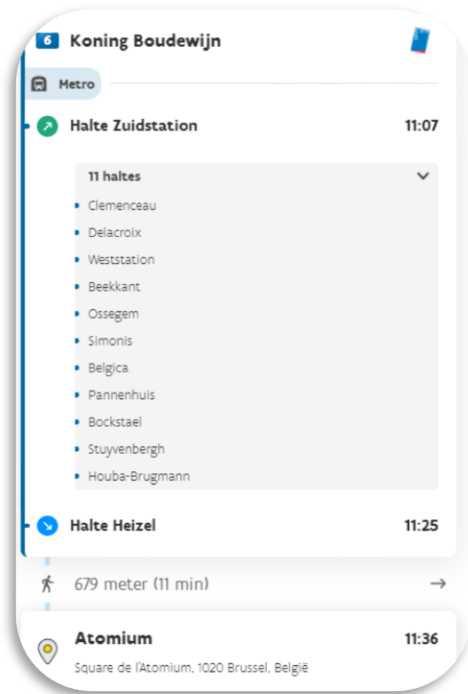 6 Koning Boudewijn
Metro
Halte Zuidstation 11:07
11 haltes
Clemenceau
Delacroix
Weststation
Beekkant
Ossegem
Simonis
Belgica
Pannenhuis
Bockstael
Stuyvenbergh
Houba-Brugmann
Halte Heizel 11:25
679 meter (11 min)
Atomium 11:36
Square de l'Atomium, 1020 Brussel, België